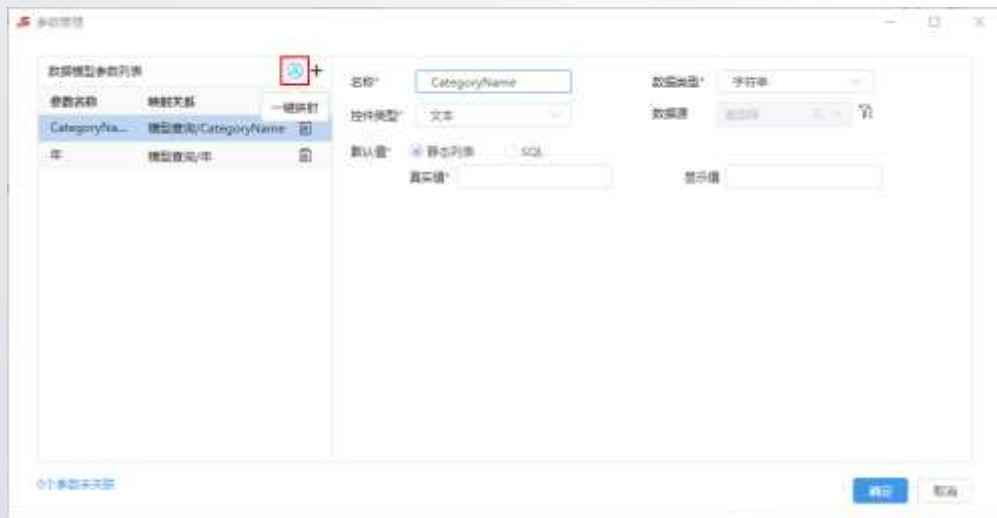 参数管理
数据模型参数列表
参数名称 映射关系
一键映射
CategoryNa... 模型查询/CategoryName
年 模型查询/年
名称* CategoryName 数据类型* 字符串
控件类型* 文本 数据源 请选择
默认值* 静态列表 SQL
真实值* 显示值
0个参数未关联
确定 取消